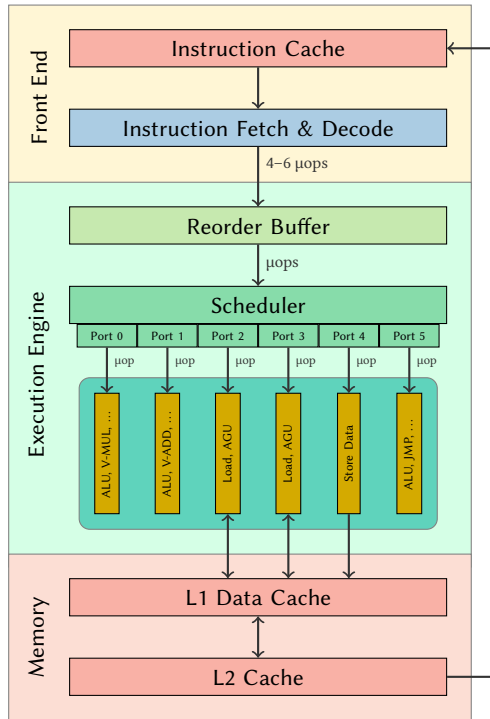 Front End
Instruction Cache
Instruction Fetch & Decode
4–6 μops
Execution Engine
Reorder Buffer
μops
Scheduler
Port 0 Port 1 Port 2 Port 3 Port 4 Port 5
μop μop μop μop μop μop
ALU, V-MUL, ...
ALU, V-ADD, ...
Load, AGU
Load, AGU
Store Data
ALU, JMP, ...
Memory
L1 Data Cache
L2 Cache